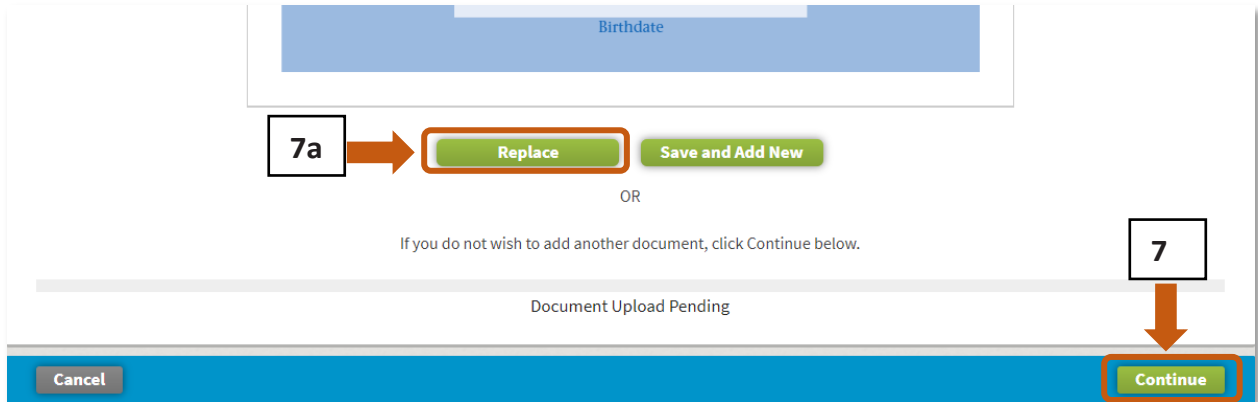 Birthdate
7a
Replace
Save and Add New
OR
If you do not wish to add another document, click Continue below.
7
Document Upload Pending
Cancel
Continue